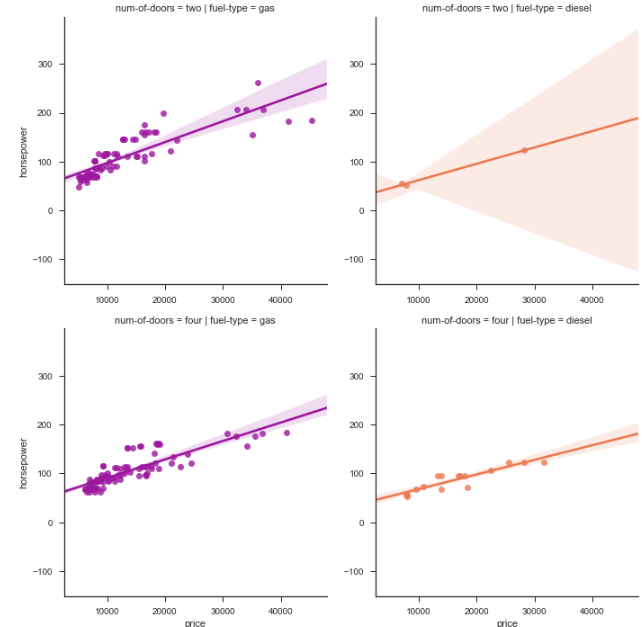 num-of-doors = two | fuel-type = gas
num-of-doors = two | fuel-type = diesel
300
200
100
0
−100
horsepower
10000 20000 30000 40000
300
200
100
0
−100
10000 20000 30000 40000
num-of-doors = four | fuel-type = gas
num-of-doors = four | fuel-type = diesel
300
200
100
0
−100
horsepower
10000 20000 30000 40000
price
300
200
100
0
−100
10000 20000 30000 40000
price